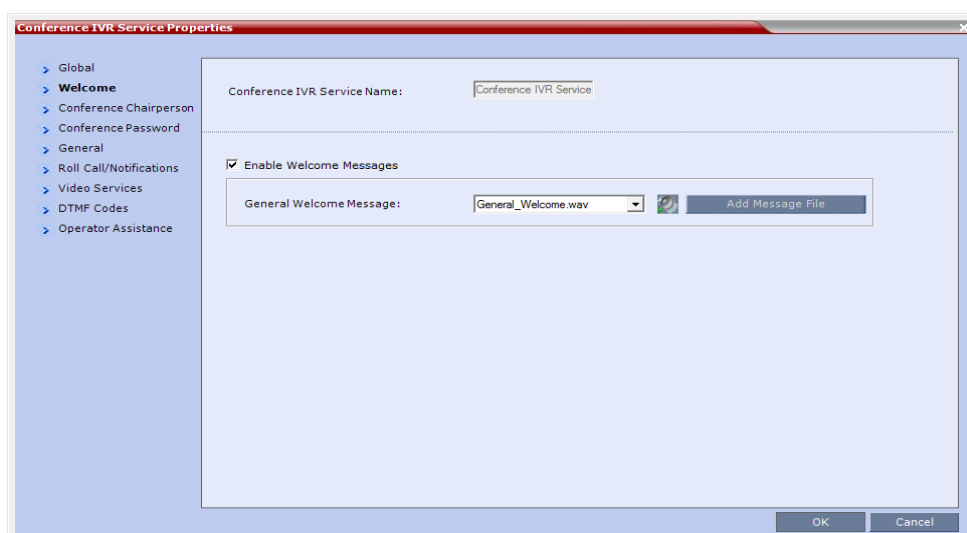 Conference IVR Service Properties
Global
Welcome
Conference Chairperson
Conference Password
General
Roll Call/Notifications
Video Services
DTMF Codes
Operator Assistance
Conference IVR Service Name: Conference IVR Service
Enable Welcome Messages
General Welcome Message: General_Welcome.wav Add Message File
OK Cancel